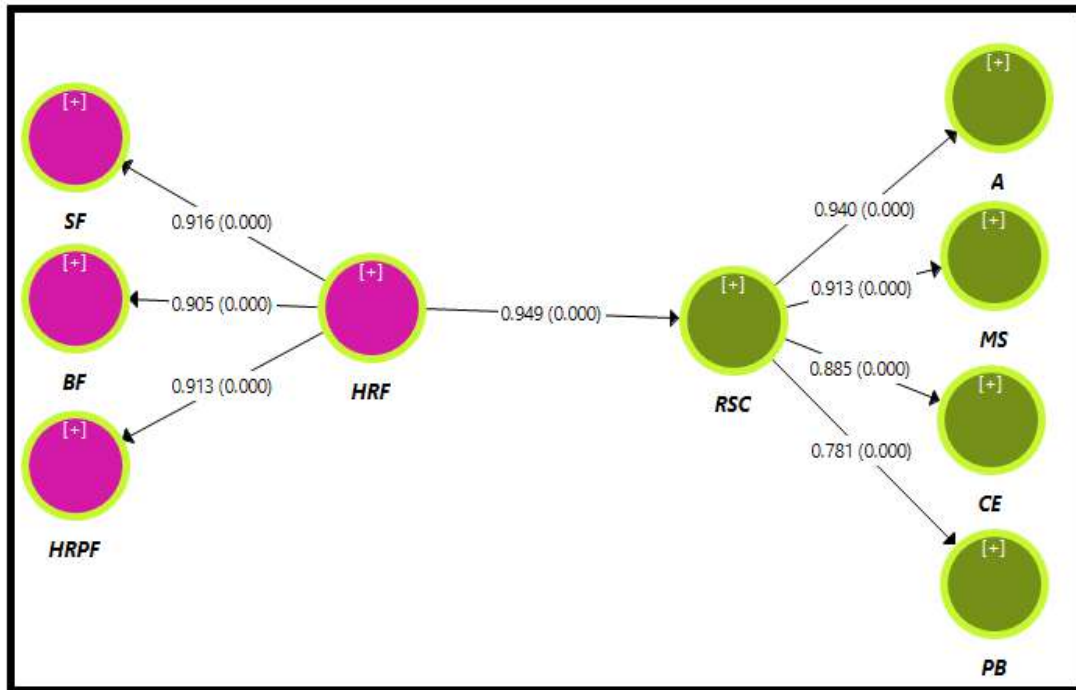 [+]
SF
[+]
BF
[+]
HRPF
0.916 (0.000)
0.905 (0.000)
0.913 (0.000)
[+]
HRF
0.949 (0.000)
[+]
RSC
0.940 (0.000)
0.913 (0.000)
0.885 (0.000)
0.781 (0.000)
[+]
A
[+]
MS
[+]
CE
[+]
PB